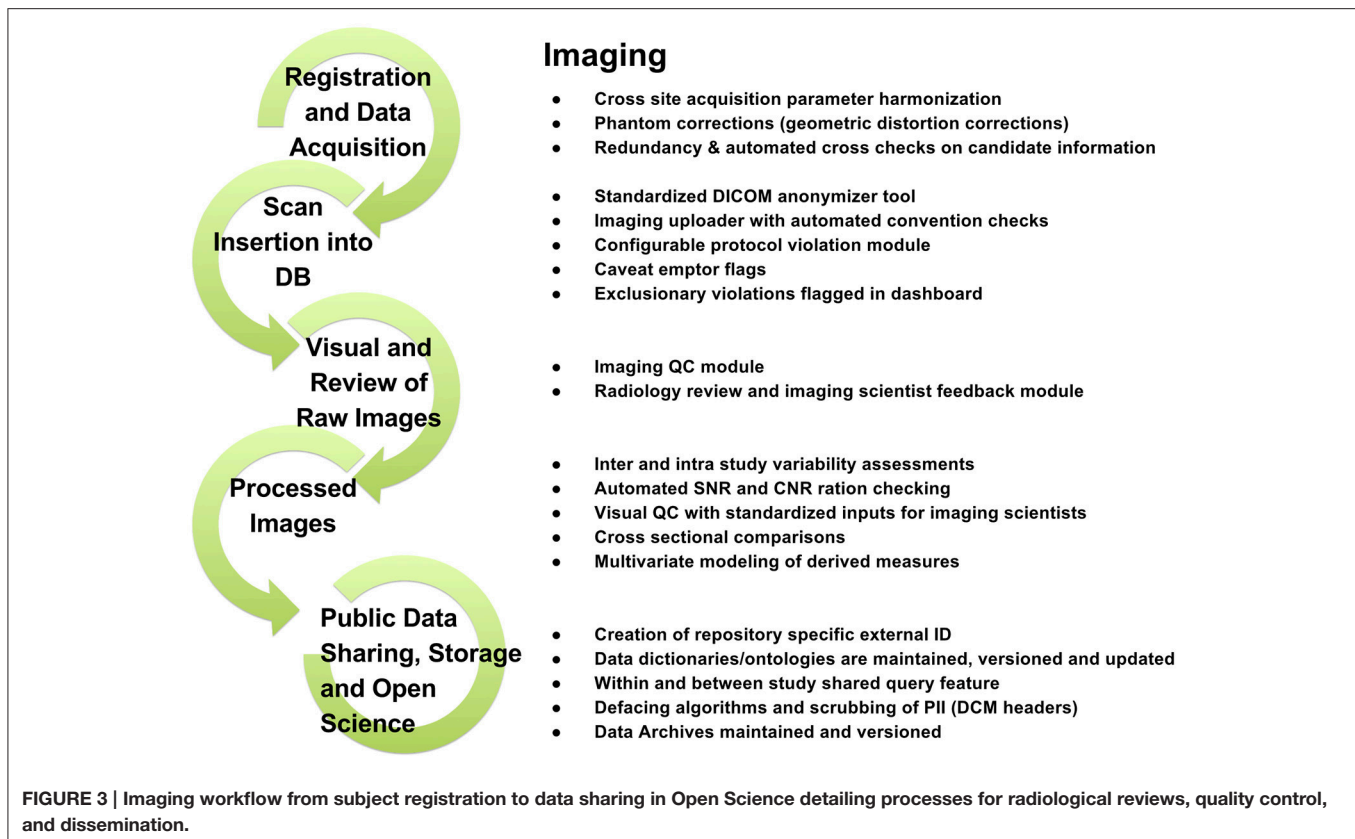 Registration
and Data
Acquisition
Imaging
● Cross site acquisition parameter harmonization
● Phantom corrections (geometric distortion corrections)
● Redundancy & automated cross checks on candidate information
Scan
Insertion into
DB
● Standardized DICOM anonymizer tool
● Imaging uploader with automated convention checks
● Configurable protocol violation module
● Caveat emptor flags
● Exclusionary violations flagged in dashboard
Visual and
Review of
Raw Images
● Imaging QC module
● Radiology review and imaging scientist feedback module
Processed
Images
● Inter and intra study variability assessments
● Automated SNR and CNR ration checking
● Visual QC with standardized inputs for imaging scientists
● Cross sectional comparisons
● Multivariate modeling of derived measures
Public Data
Sharing, Storage
and Open
Science
● Creation of repository specific external ID
● Data dictionaries/ontologies are maintained, versioned and updated
● Within and between study shared query feature
● Defacing algorithms and scrubbing of PII (DCM headers)
● Data Archives maintained and versioned
FIGURE 3 | Imaging workflow from subject registration to data sharing in Open Science detailing processes for radiological reviews, quality control,
and dissemination.